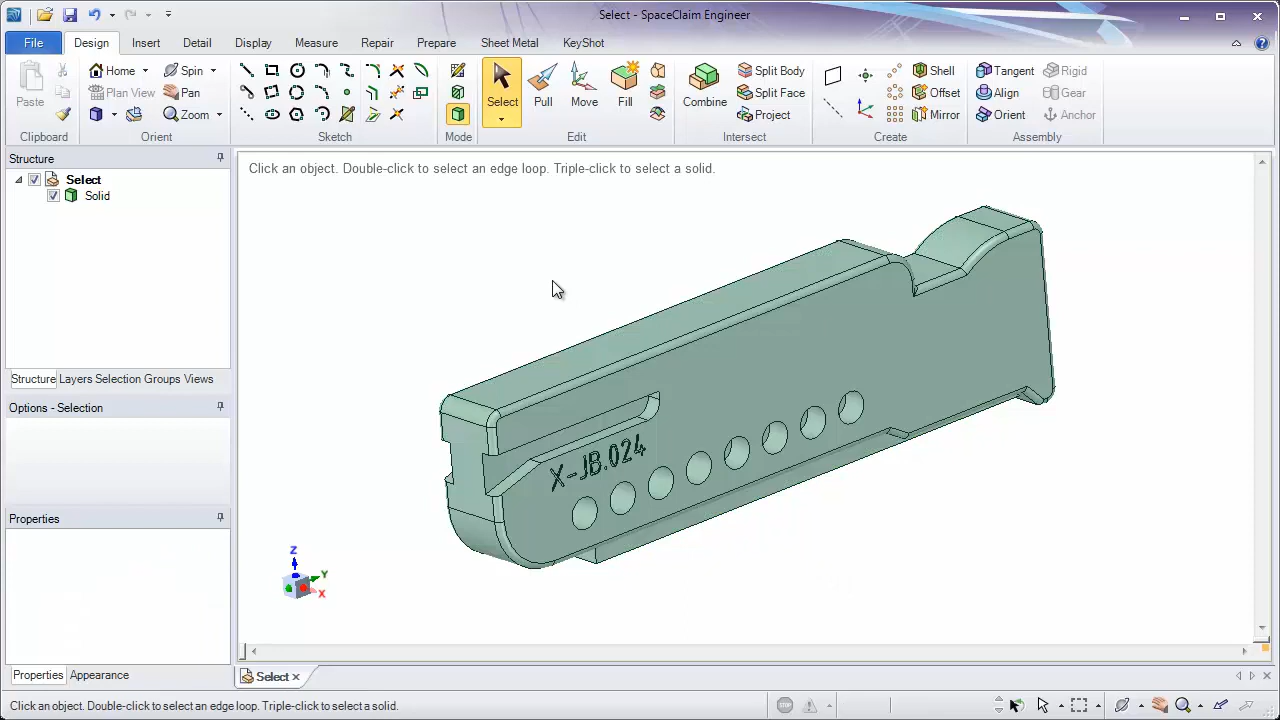 Select - SpaceClaim Engineer
File Design Insert Detail Display Measure Repair Prepare Sheet Metal KeyShot
Paste
Home Spin
Plan View Pan
Zoom
Select Pull Move Fill
Combine
Split Body
Split Face
Project
Shell
Offset
Mirror
Tangent Rigid
Align Gear
Orient Anchor
Clipboard Orient Sketch Mode Edit Intersect Create Assembly
Structure
Select
Solid
Structure Layers Selection Groups Views
Options - Selection
Properties
Properties Appearance
Click an object. Double-click to select an edge loop. Triple-click to select a solid.
X-JB.024
Z
Y
X
Select
Click an object. Double-click to select an edge loop. Triple-click to select a solid.